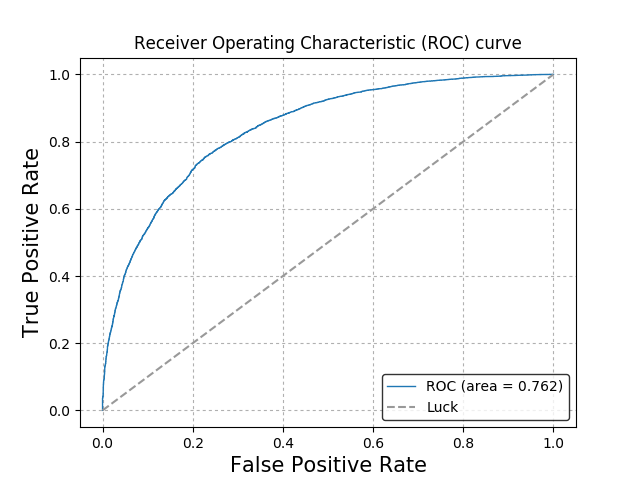 Receiver Operating Characteristic (ROC) curve
True Positive Rate
1.0
0.8
0.6
0.4
0.2
0.0
0.0 0.2 0.4 0.6 0.8 1.0
False Positive Rate
ROC (area = 0.762)
Luck